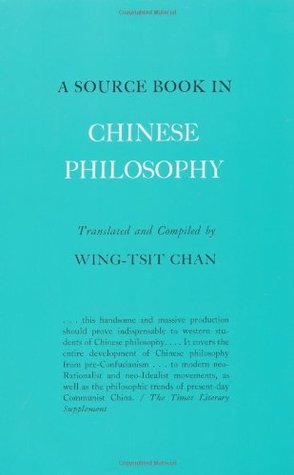 A SOURCE BOOK IN
CHINESE
PHILOSOPHY
Translated and Compiled by
WING-TSIT CHAN
. . . this handsome and massive production
should prove indispensable to western stu-
dents of Chinese philosophy. . . . It covers the
entire development of Chinese philosophy
from pre-Confucianism . . . to modern neo-
Rationalist and neo-Idealist movements, as
well as the philosophic trends of present-day
Communist China. / The Times Literary
Supplement